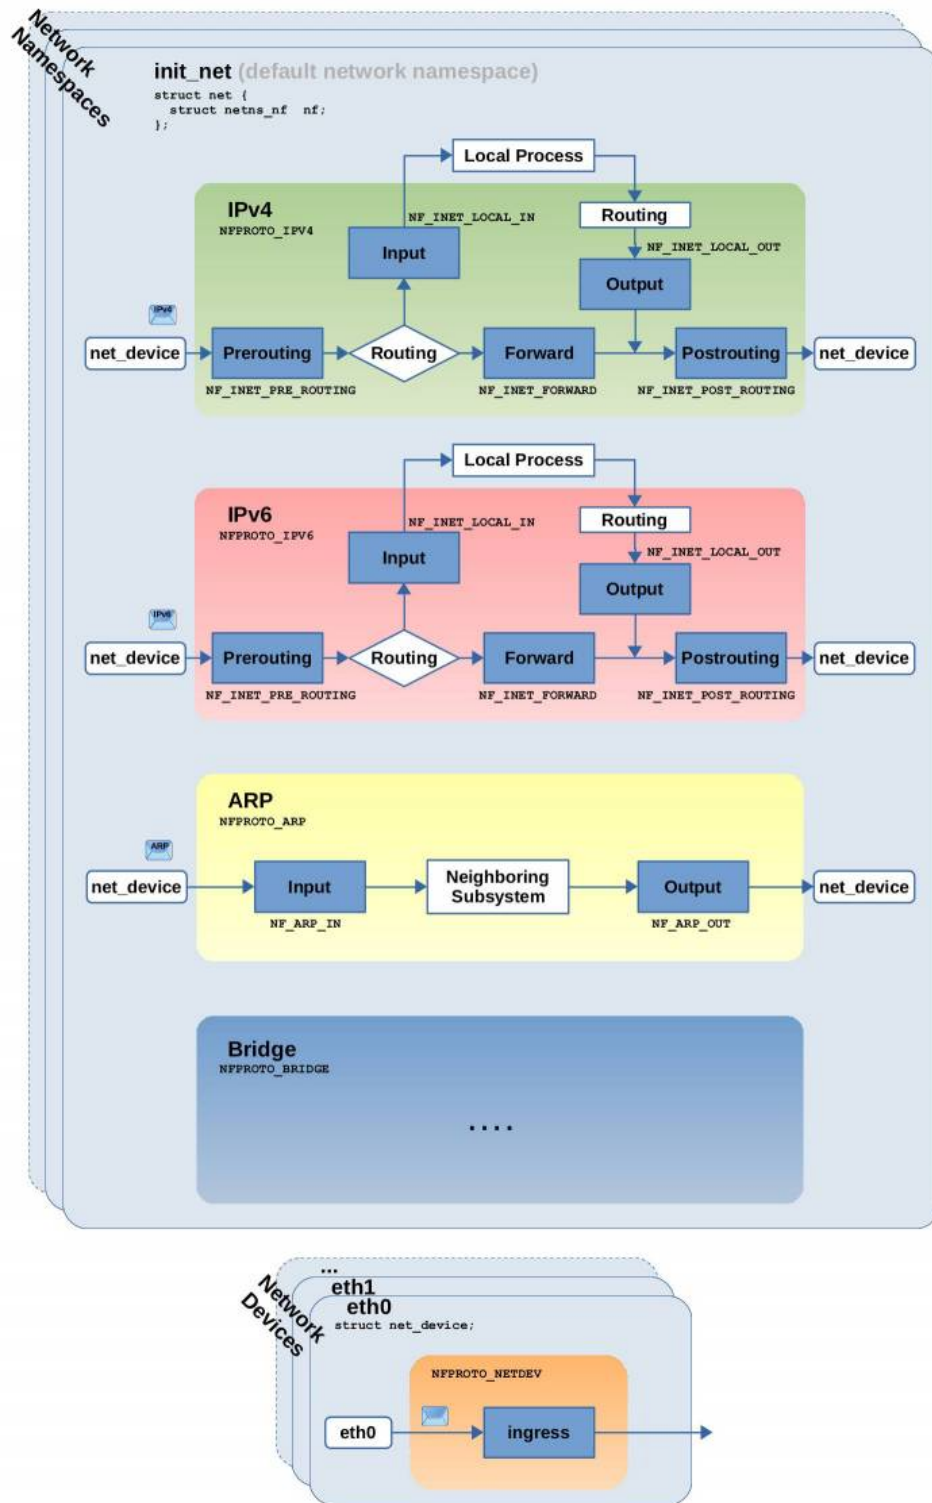 Network
Namespaces
init_net (default network namespace)
struct net {
struct netns_nf nf;
};
Local Process
IPv4
NFPROTO_IPV4
NF_INET_LOCAL_IN
Routing
Input
NF_INET_LOCAL_OUT
Output
IPv4
net_device
Prerouting
Routing
Forward
Postrouting
net_device
NF_INET_PRE_ROUTING
NF_INET_FORWARD
NF_INET_POST_ROUTING
Local Process
IPv6
NFPROTO_IPV6
NF_INET_LOCAL_IN
Routing
Input
NF_INET_LOCAL_OUT
Output
IPv6
net_device
Prerouting
Routing
Forward
Postrouting
net_device
NF_INET_PRE_ROUTING
NF_INET_FORWARD
NF_INET_POST_ROUTING
ARP
NFPROTO_ARP
ARP
net_device
Input
Neighboring
Subsystem
Output
net_device
NF_ARP_IN
NF_ARP_OUT
Bridge
NFPROTO_BRIDGE
....
Network
Devices
...
eth1
eth0
struct net_device;
NFPROTO_NETDEV
eth0
ingress